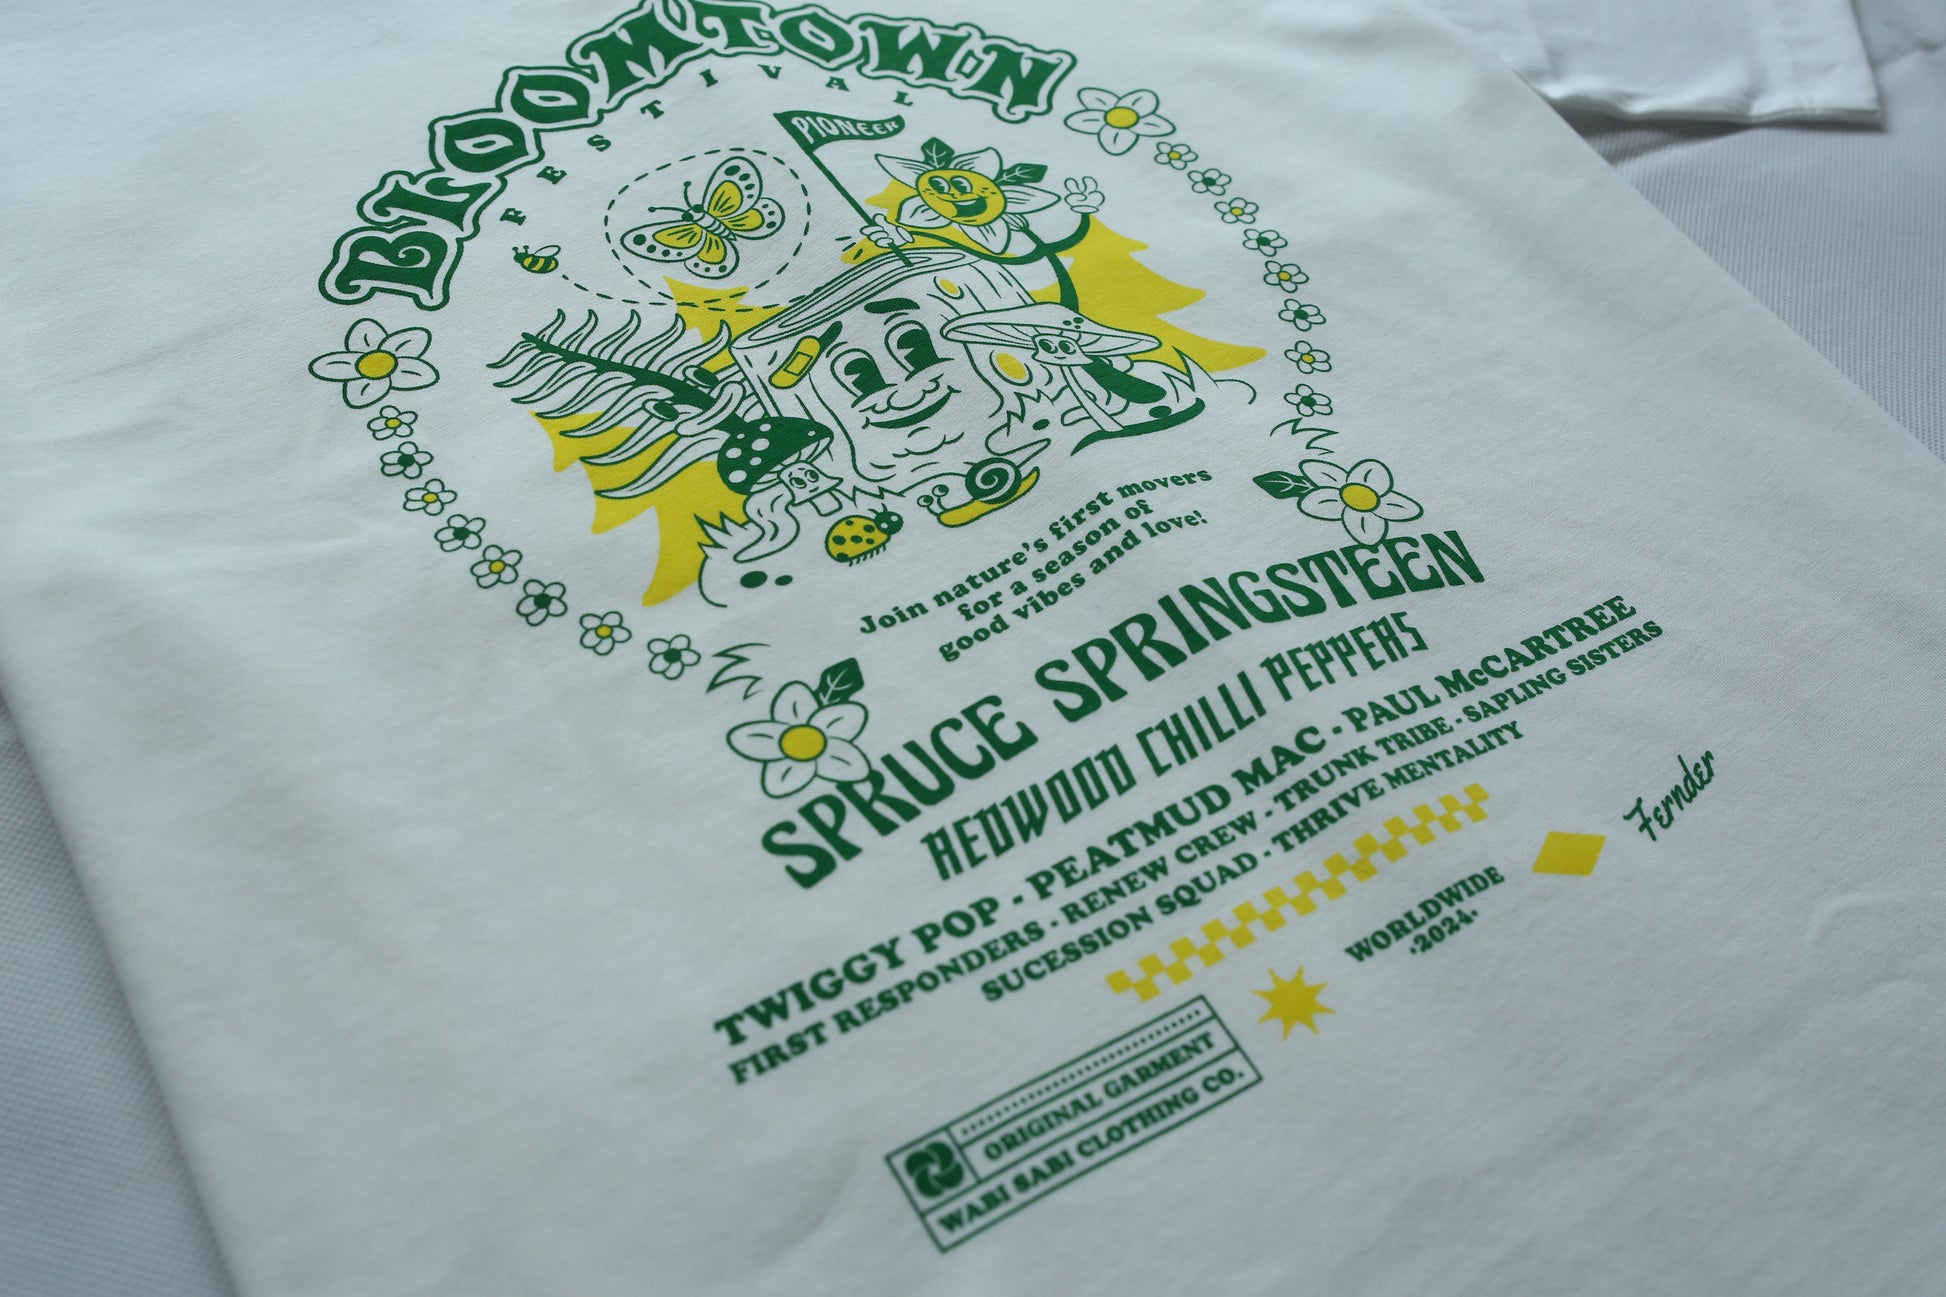 BLOOMTOWN
FESTIVAL
PIONEER
Join nature's first movers
for a season of
good vibes and love!
SPRUCE SPRINGSTEEN
REDWOOD CHILLI PEPPERS
TWIGGY POP - PEATMUD MAC - PAUL McCARTREE
FIRST RESPONDERS - RENEW CREW - TRUNK TRIBE - SAPLING SISTERS
SUCESSION SQUAD - THRIVE MENTALITY
WORLDWIDE
.2024.
Fernder
ORIGINAL GARMENT
WABI SABI CLOTHING CO.